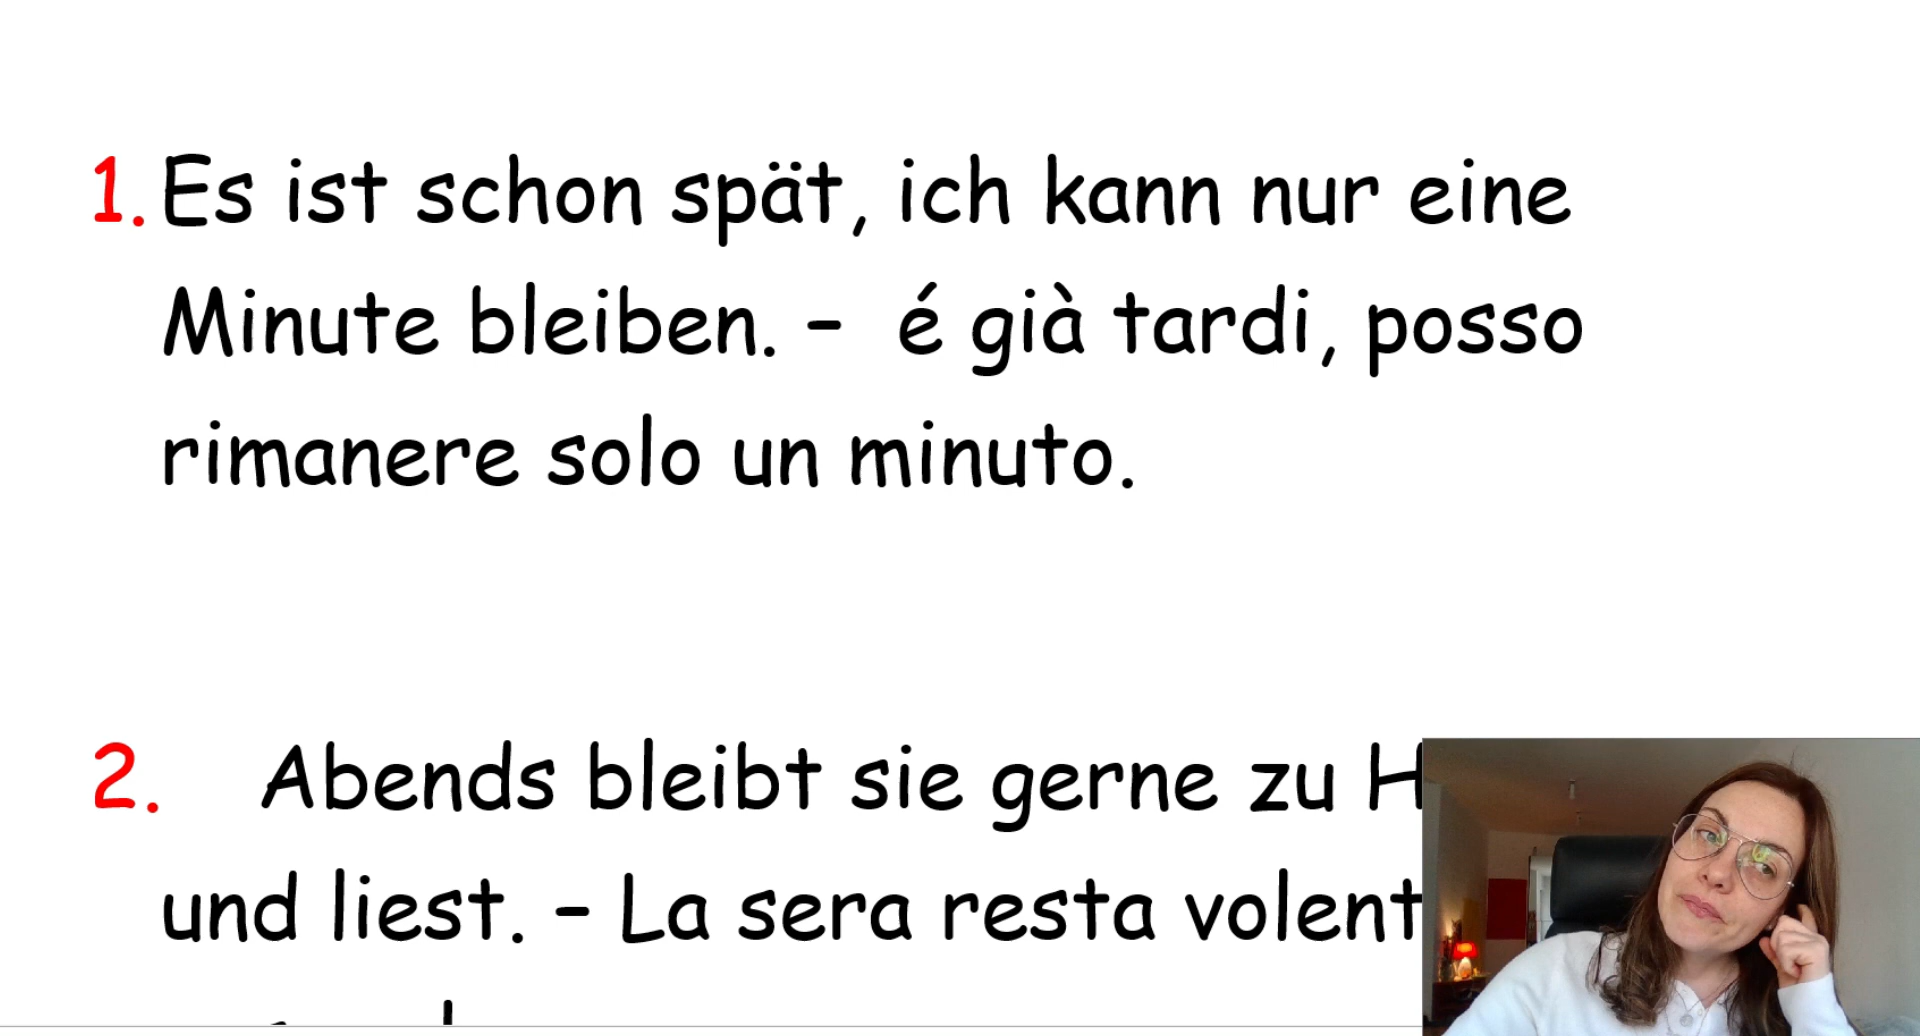 1. Es ist schon spät, ich kann nur eine
Minute bleiben. – é già tardi, posso
rimanere solo un minuto.
2. Abends bleibt sie gerne zu
und liest. – La sera resta